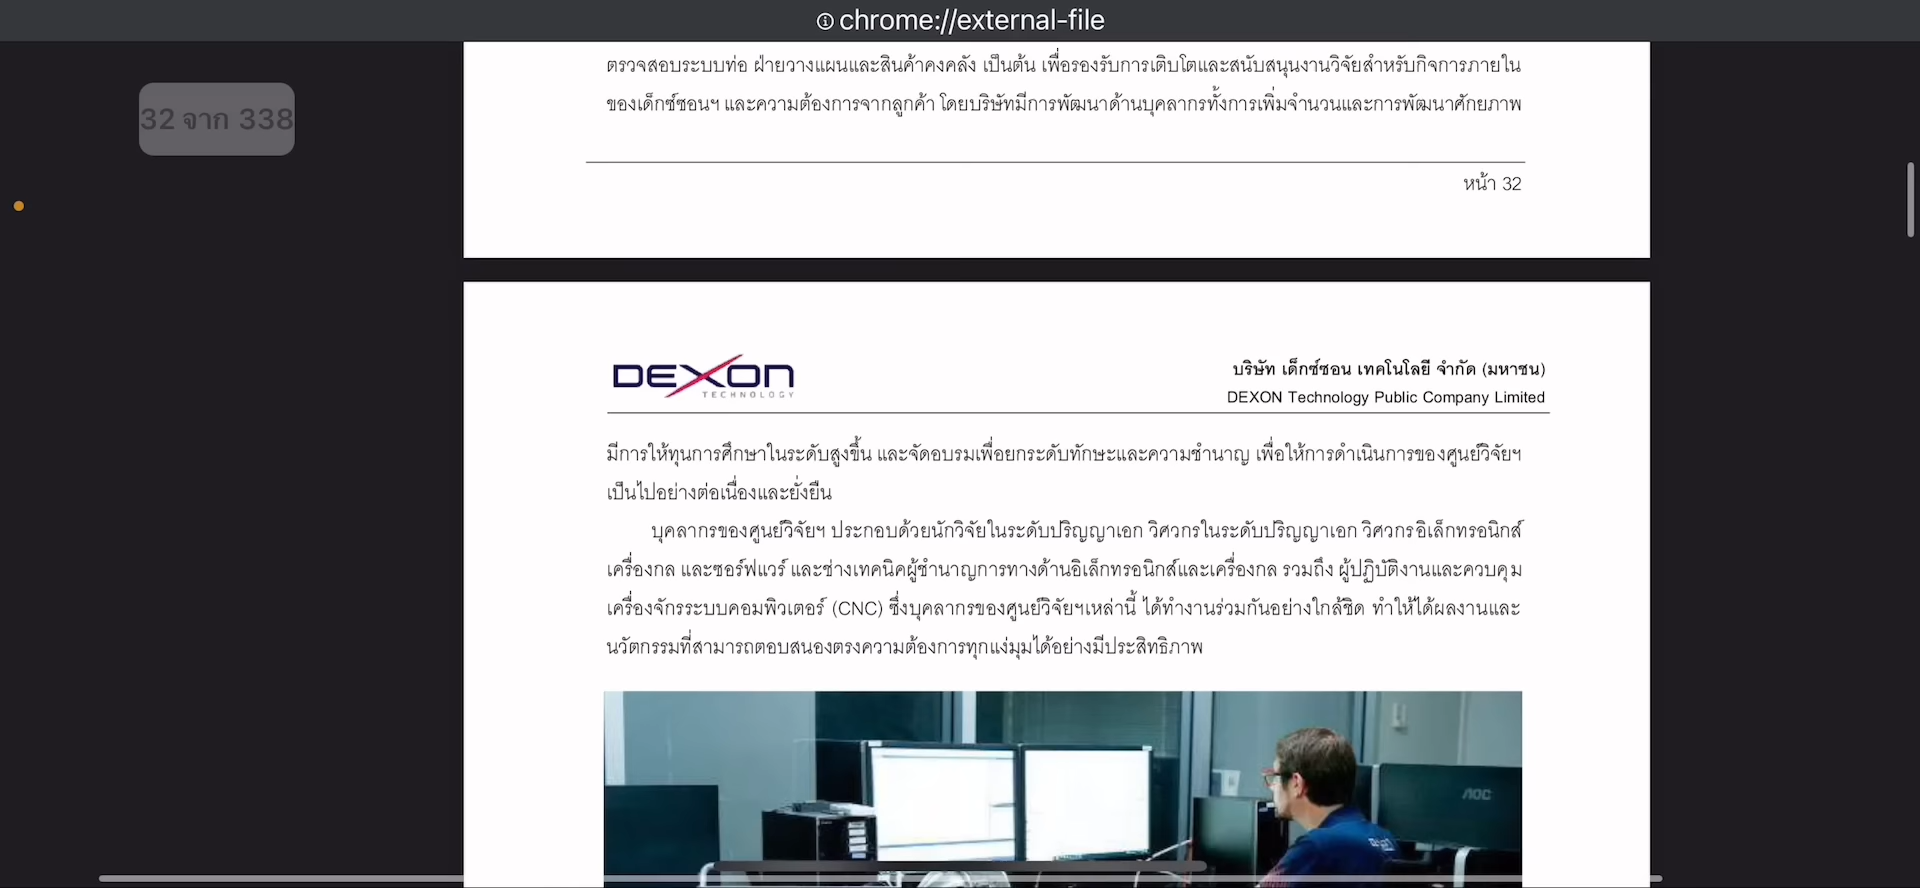 chrome://external-file
32 จาก 338
ตรวจสอบระบบท่อ ฝ่ายวางแผนและสินค้าคงคลัง เป็นต้น เพื่อรองรับการเติบโตและสนับสนุนงานวิจัยสำหรับกิจการภายใน
ของเด็กซ์ซอนฯ และความต้องการจากลูกค้า โดยบริษัทมีการพัฒนาด้านบุคลากรทั้งการเพิ่มจำนวนและการพัฒนาศักยภาพ
หน้า 32
DEXON
TECHNOLOGY
บริษัท เด็กซ์ซอน เทคโนโลยี จำกัด (มหาชน)
DEXON Technology Public Company Limited
มีการให้ทุนการศึกษาในระดับสูงขึ้น และจัดอบรมเพื่อยกระดับทักษะและความชำนาญ เพื่อให้การดำเนินการของศูนย์วิจัยฯ
เป็นไปอย่างต่อเนื่องและยั่งยืน
บุคลากรของศูนย์วิจัยฯ ประกอบด้วยนักวิจัยในระดับปริญญาเอก วิศวกรในระดับปริญญาเอก วิศวกรอิเล็กทรอนิกส์
เครื่องกล และซอร์ฟแวร์ และช่างเทคนิคผู้ชำนาญการทางด้านอิเล็กทรอนิกส์และเครื่องกล รวมถึง ผู้ปฏิบัติงานและควบคุม
เครื่องจักรระบบคอมพิวเตอร์ (CNC) ซึ่งบุคลากรของศูนย์วิจัยฯเหล่านี้ ได้ทำงานร่วมกันอย่างใกล้ชิด ทำให้ได้ผลงานและ
นวัตกรรมที่สามารถตอบสนองตรงความต้องการทุกแง่มุมได้อย่างมีประสิทธิภาพ
AOC